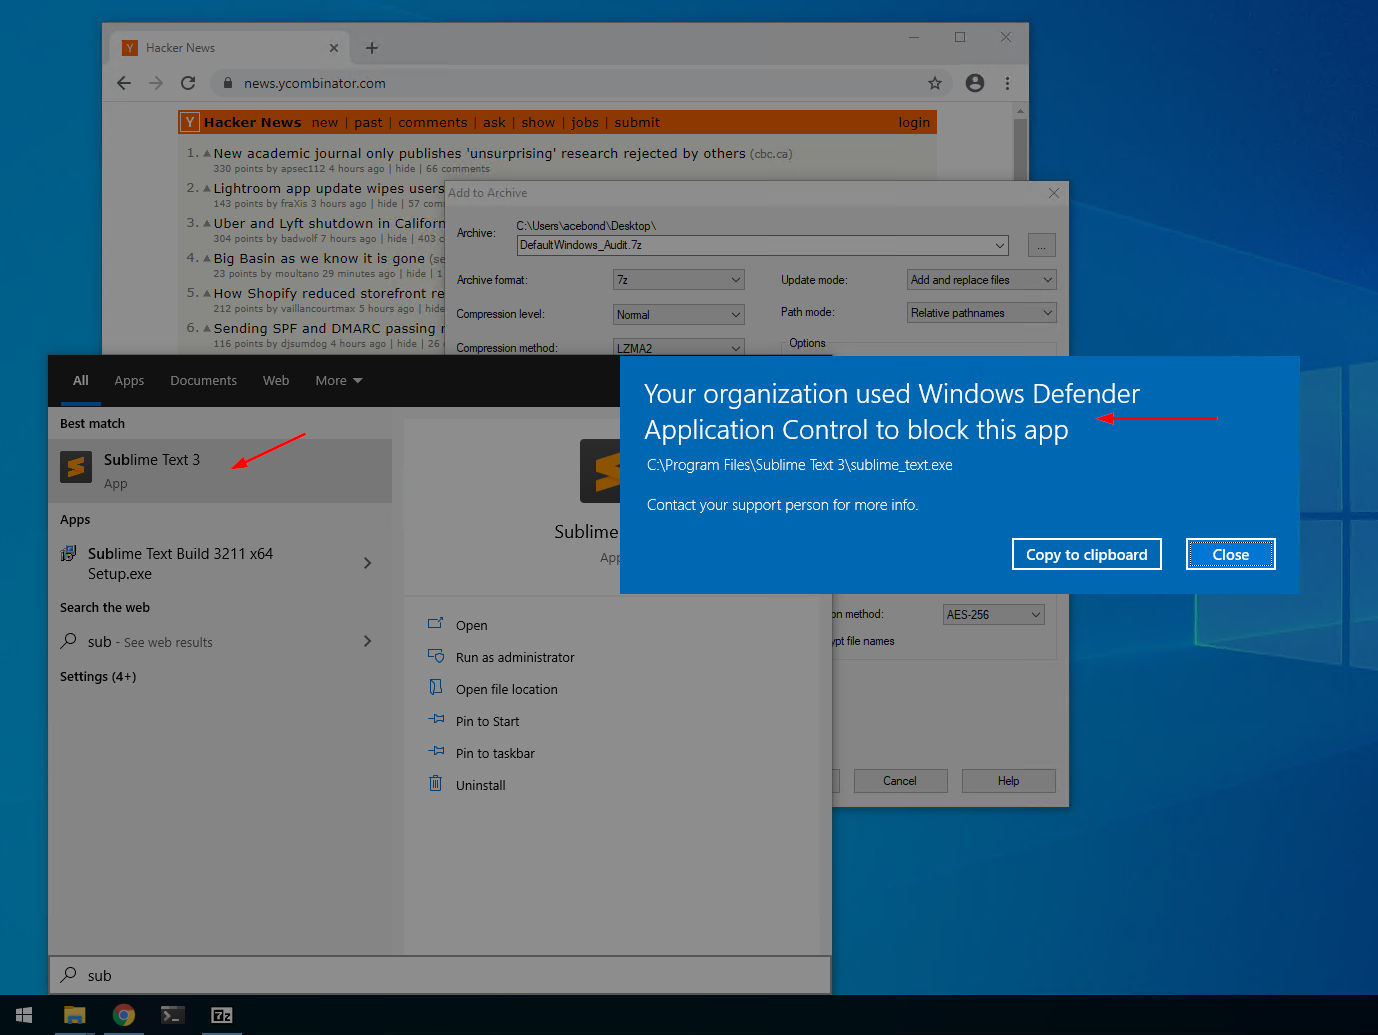 Hacker News
news.ycombinator.com
Y Hacker News new | past | comments | ask | show | jobs | submit login
1. New academic journal only publishes 'unsurprising' research rejected by others (cbc.ca)
330 points by apsec112 4 hours ago | hide | 66 comments
2. Lightroom app update wipes users
143 points by fraXis 3 hours ago | hide | 57 com
3. Uber and Lyft shutdown in Californ
304 points by badwolf 7 hours ago | hide | 403 c
4. Big Basin as we know it is gone (se
23 points by moultano 29 minutes ago | hide | 1
5. How Shopify reduced storefront re
212 points by vaillancourtmax 5 hours ago | hide
6. Sending SPF and DMARC passing
116 points by djsumdog 4 hours ago | hide | 26
Add to Archive
Archive:
C:\Users\acebond\Desktop\
DefaultWindows_Audit.7z
...
Archive format:
7z
Update mode:
Add and replace files
Compression level:
Normal
Path mode:
Relative pathnames
Compression method:
LZMA2
Options
on method:
AES-256
ypt file names
Cancel
Help
All
Apps
Documents
Web
More
Best match
Sublime Text 3
App
Apps
Sublime Text Build 3211 x64
Setup.exe
Search the web
sub - See web results
Settings (4+)
Sublime
App
Open
Run as administrator
Open file location
Pin to Start
Pin to taskbar
Uninstall
Your organization used Windows Defender
Application Control to block this app
C:\Program Files\Sublime Text 3\sublime_text.exe
Contact your support person for more info.
Copy to clipboard
Close
sub
7z